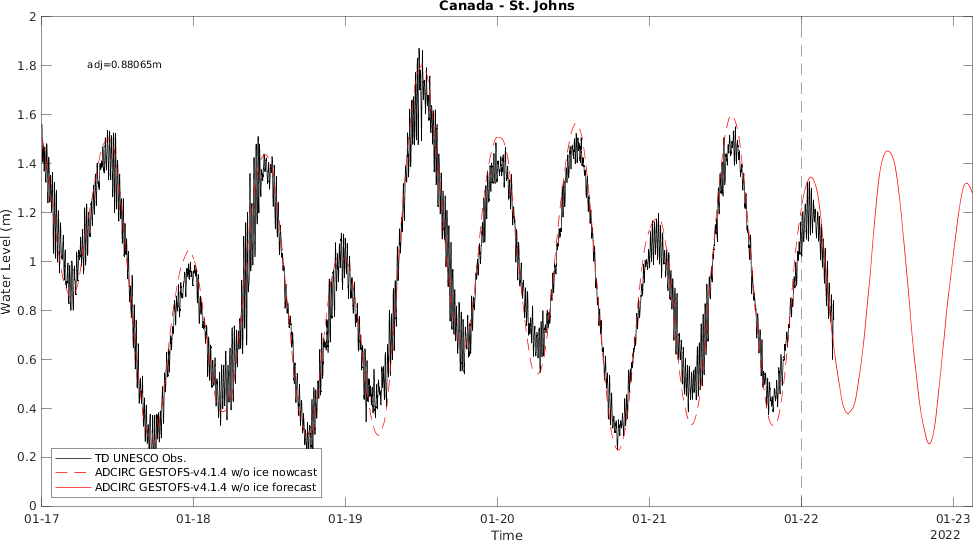 Canada - St. Johns
2
1.8
1.6
1.4
1.2
1
0.8
0.6
0.4
0.2
0
Water Level (m)
adj=0.88065m
TD UNESCO Obs.
ADCIRC GESTOFS-v4.1.4 w/o ice nowcast
ADCIRC GESTOFS-v4.1.4 w/o ice forecast
01-17 01-18 01-19 01-20 01-21 01-22 01-23
Time
2022